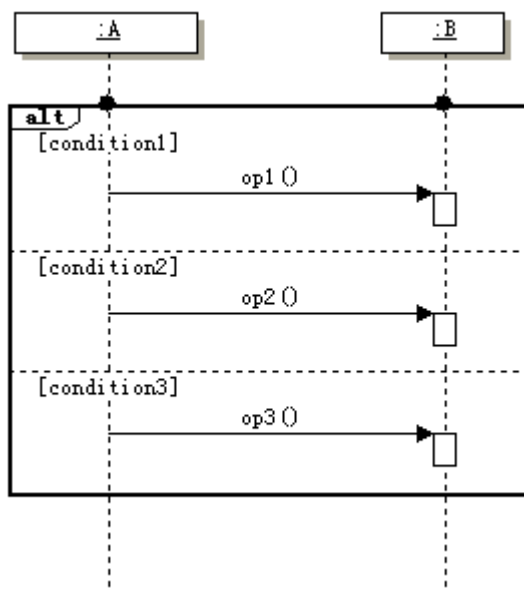 :A
:B
alt
[condition1]
op1()
[condition2]
op2()
[condition3]
op3()